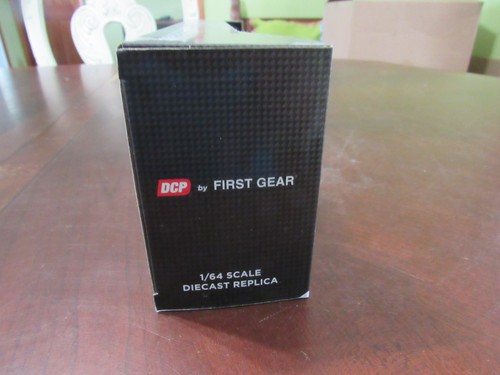 DCP by FIRST GEAR
1/64 SCALE
DIECAST REPLICA